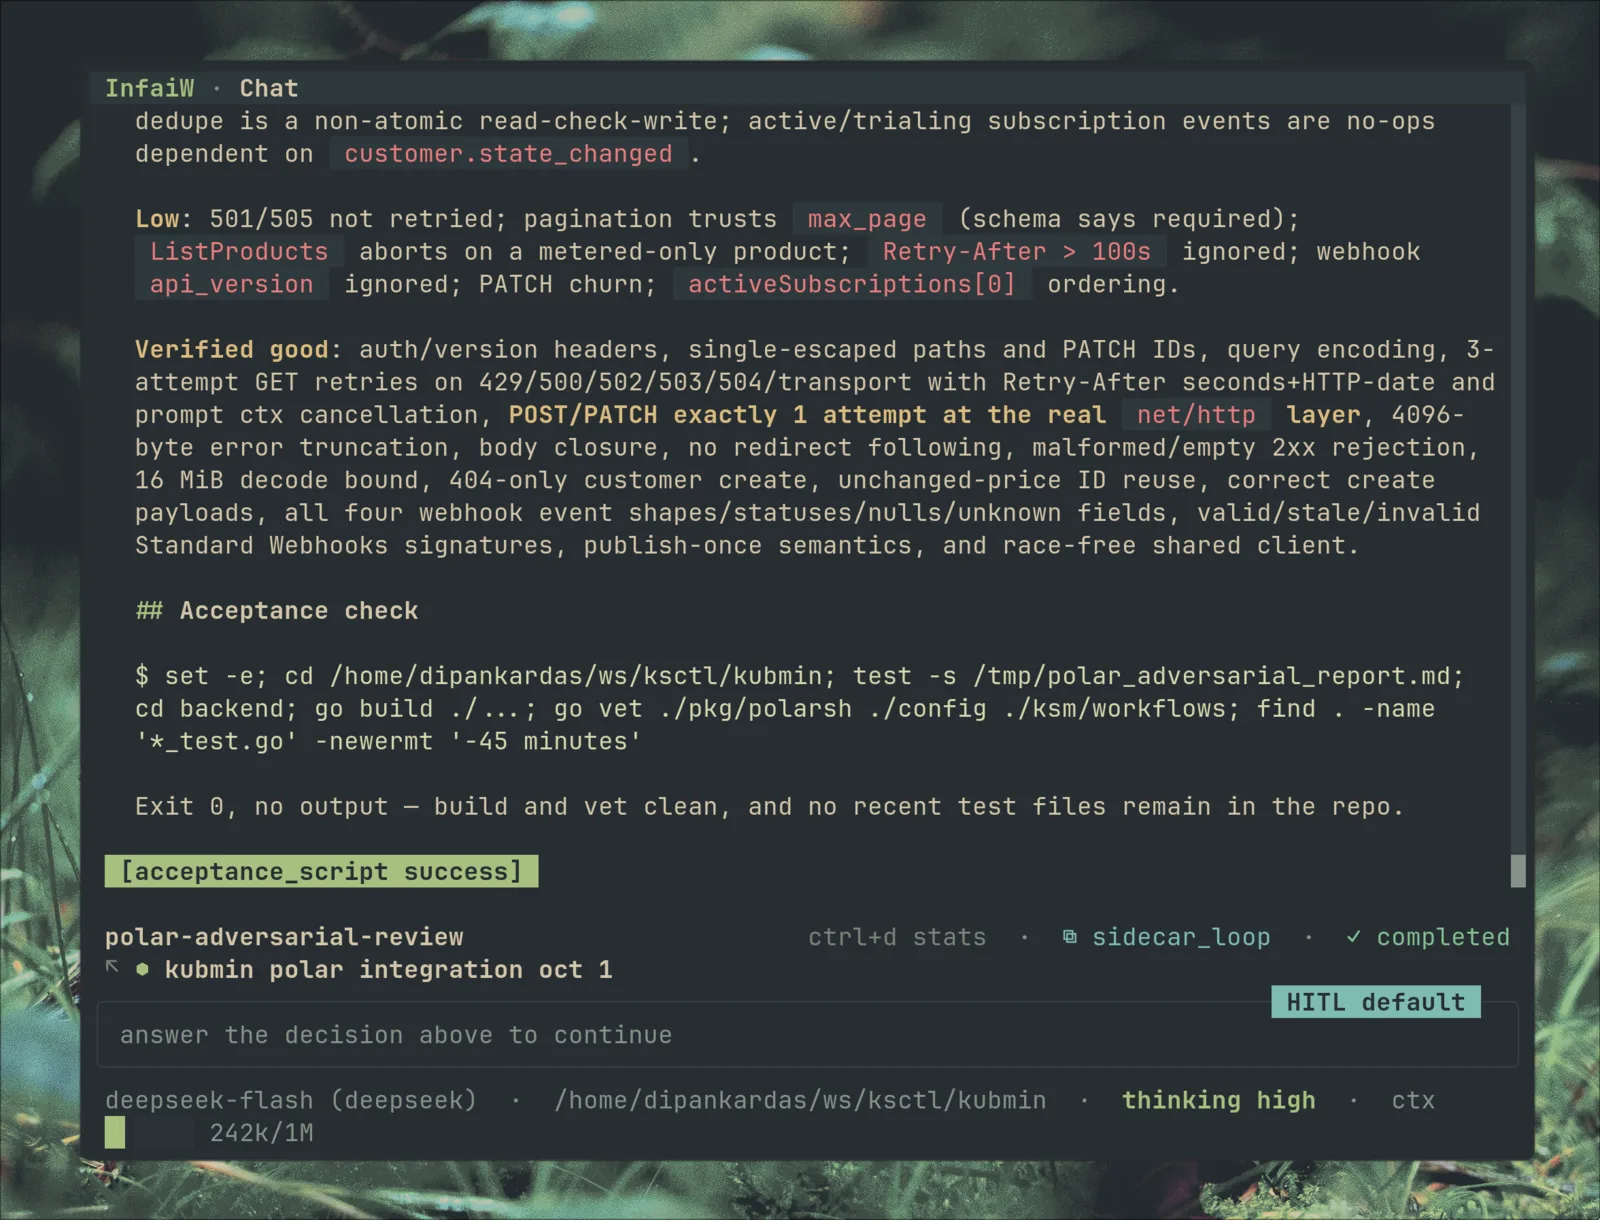 InfaiW · Chat
dedupe is a non-atomic read-check-write; active/trialing subscription events are no-ops
dependent on customer.state_changed .
Low: 501/505 not retried; pagination trusts max_page (schema says required);
ListProducts aborts on a metered-only product; Retry-After > 100s ignored; webhook
api_version ignored; PATCH churn; activeSubscriptions[0] ordering.
Verified good: auth/version headers, single-escaped paths and PATCH IDs, query encoding, 3-
attempt GET retries on 429/500/502/503/504/transport with Retry-After seconds+HTTP-date and
prompt ctx cancellation, POST/PATCH exactly 1 attempt at the real net/http layer, 4096-
byte error truncation, body closure, no redirect following, malformed/empty 2xx rejection,
16 MiB decode bound, 404-only customer create, unchanged-price ID reuse, correct create
payloads, all four webhook event shapes/statuses/nulls/unknown fields, valid/stale/invalid
Standard Webhooks signatures, publish-once semantics, and race-free shared client.
## Acceptance check
$ set -e; cd /home/dipankardas/ws/ksctl/kubmin; test -s /tmp/polar_adversarial_report.md;
cd backend; go build ./...; go vet ./pkg/polarsh ./config ./ksm/workflows; find . -name
'*_test.go' -newermt '-45 minutes'
Exit 0, no output — build and vet clean, and no recent test files remain in the repo.
[acceptance_script success]
polar-adversarial-review ctrl+d stats · ⧉ sidecar_loop · ✓ completed
↖ ● kubmin polar integration oct 1
HITL default
answer the decision above to continue
deepseek-flash (deepseek) · /home/dipankardas/ws/ksctl/kubmin · thinking high · ctx
242k/1M